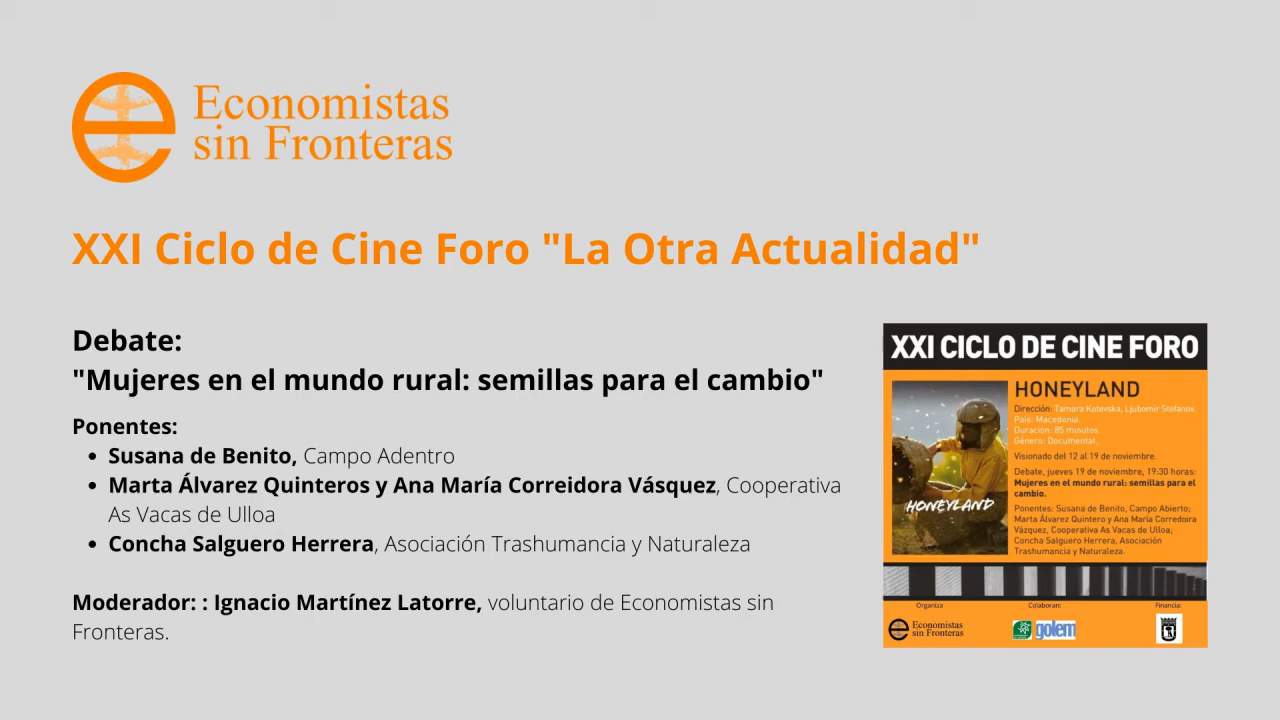 Economistas
sin Fronteras
XXI Ciclo de Cine Foro "La Otra Actualidad"
Debate:
"Mujeres en el mundo rural: semillas para el cambio"
Ponentes:
• Susana de Benito, Campo Adentro
• Marta Álvarez Quinteros y Ana María Correidora Vásquez, Cooperativa
As Vacas de Ulloa
• Concha Salguero Herrera, Asociación Trashumancia y Naturaleza
Moderador: : Ignacio Martínez Latorre, voluntario de Economistas sin
Fronteras.
XXI CICLO DE CINE FORO
HONEYLAND
Dirección: Tamara Kotevska, Ljubomir Stefanov.
País: Macedonia.
Duración: 85 minutos.
Género: Documental.
Visionado del 12 al 19 de noviembre.
Debate, jueves 19 de noviembre, 19:30 horas:
Mujeres en el mundo rural: semillas para el
cambio.
Ponentes: Susana de Benito, Campo Abierto;
Marta Álvarez Quintero y Ana María Corredoira
Vázquez, Cooperativa As Vacas de Ulloa;
Concha Salguero Herrera, Asociación
Trashumancia y Naturaleza.
HONEYLAND
Organiza
Colaboran:
Financia:
Economistas
sin Fronteras
golem